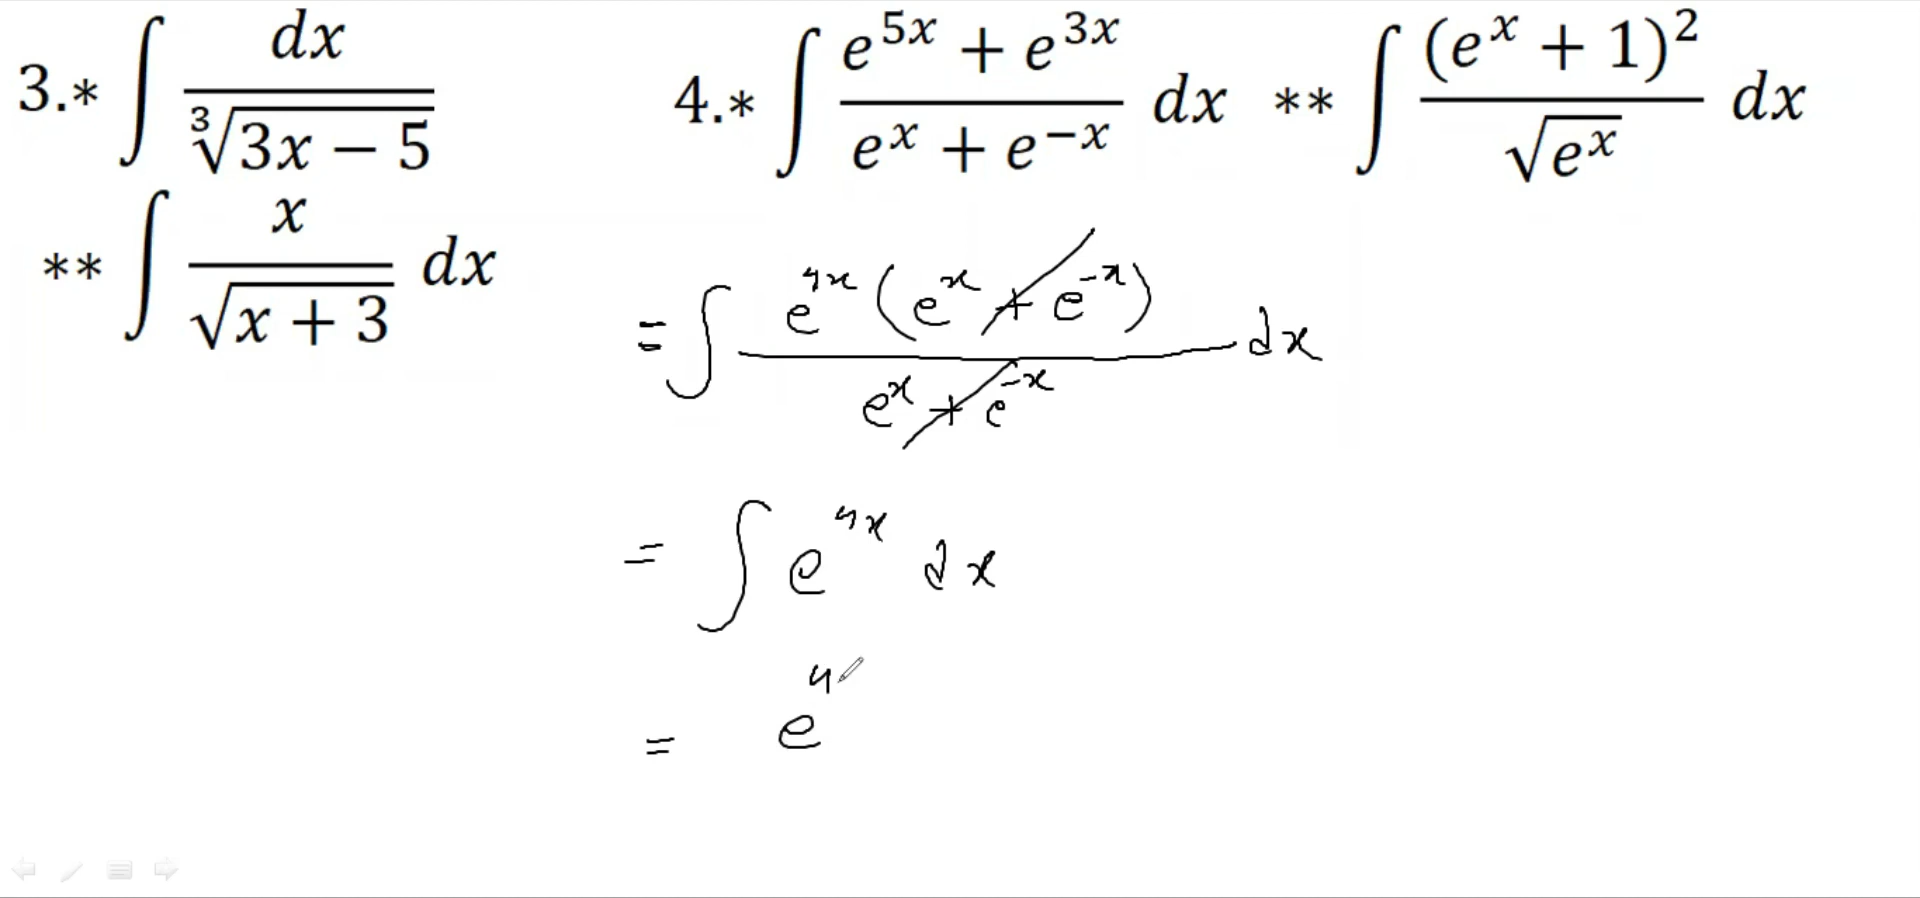 3.* ∫ dx / ∛(3x − 5)
** ∫ x / √(x + 3) dx
4.* ∫ (e^{5x} + e^{3x}) / (e^x + e^{−x}) dx ** ∫ (e^x + 1)^2 / √(e^x) dx
= ∫ e^{4x} (e^x + e^{−x}) / (e^x + e^{−x}) dx
= ∫ e^{4x} dx
= e^4